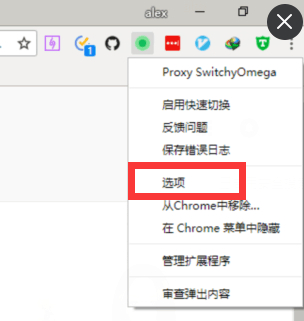 alex
1
Proxy SwitchyOmega
启用快速切换
反馈问题
保存错误日志
选项
从Chrome中移除...
在 Chrome 菜单中隐藏
管理扩展程序
审查弹出内容